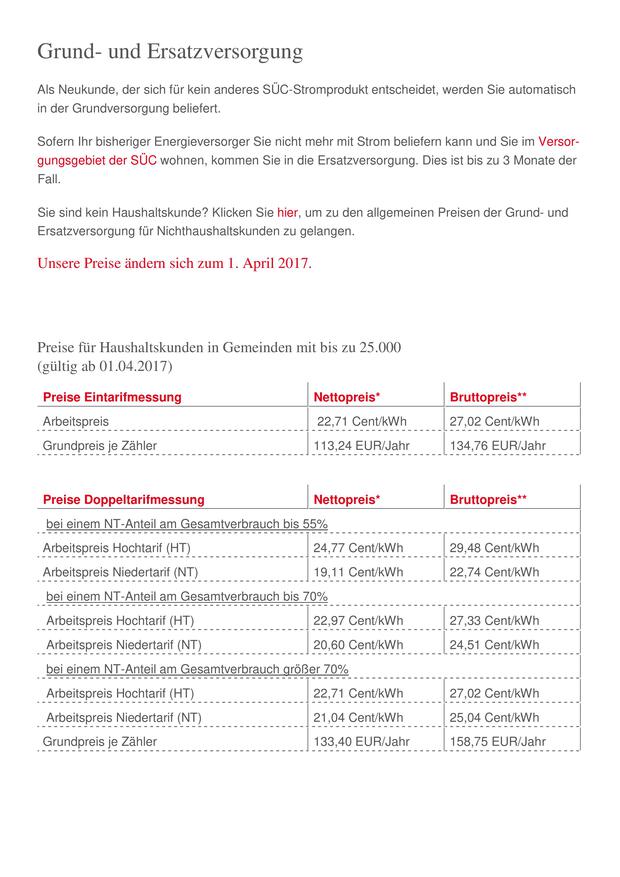 Grund- und Ersatzversorgung
Als Neukunde, der sich für kein anderes SÜC-Stromprodukt entscheidet, werden Sie automatisch
in der Grundversorgung beliefert.
Sofern Ihr bisheriger Energieversorger Sie nicht mehr mit Strom beliefern kann und Sie im Versor-
gungsgebiet der SÜC wohnen, kommen Sie in die Ersatzversorgung. Dies ist bis zu 3 Monate der
Fall.
Sie sind kein Haushaltskunde? Klicken Sie hier, um zu den allgemeinen Preisen der Grund- und
Ersatzversorgung für Nichthaushaltskunden zu gelangen.
Unsere Preise ändern sich zum 1. April 2017.
Preise für Haushaltskunden in Gemeinden mit bis zu 25.000
(gültig ab 01.04.2017)
Preise Eintarifmessung Nettopreis* Bruttopreis**
Arbeitspreis 22,71 Cent/kWh 27,02 Cent/kWh
Grundpreis je Zähler 113,24 EUR/Jahr 134,76 EUR/Jahr
Preise Doppeltarifmessung Nettopreis* Bruttopreis**
bei einem NT-Anteil am Gesamtverbrauch bis 55%
Arbeitspreis Hochtarif (HT) 24,77 Cent/kWh 29,48 Cent/kWh
Arbeitspreis Niedertarif (NT) 19,11 Cent/kWh 22,74 Cent/kWh
bei einem NT-Anteil am Gesamtverbrauch bis 70%
Arbeitspreis Hochtarif (HT) 22,97 Cent/kWh 27,33 Cent/kWh
Arbeitspreis Niedertarif (NT) 20,60 Cent/kWh 24,51 Cent/kWh
bei einem NT-Anteil am Gesamtverbrauch größer 70%
Arbeitspreis Hochtarif (HT) 22,71 Cent/kWh 27,02 Cent/kWh
Arbeitspreis Niedertarif (NT) 21,04 Cent/kWh 25,04 Cent/kWh
Grundpreis je Zähler 133,40 EUR/Jahr 158,75 EUR/Jahr